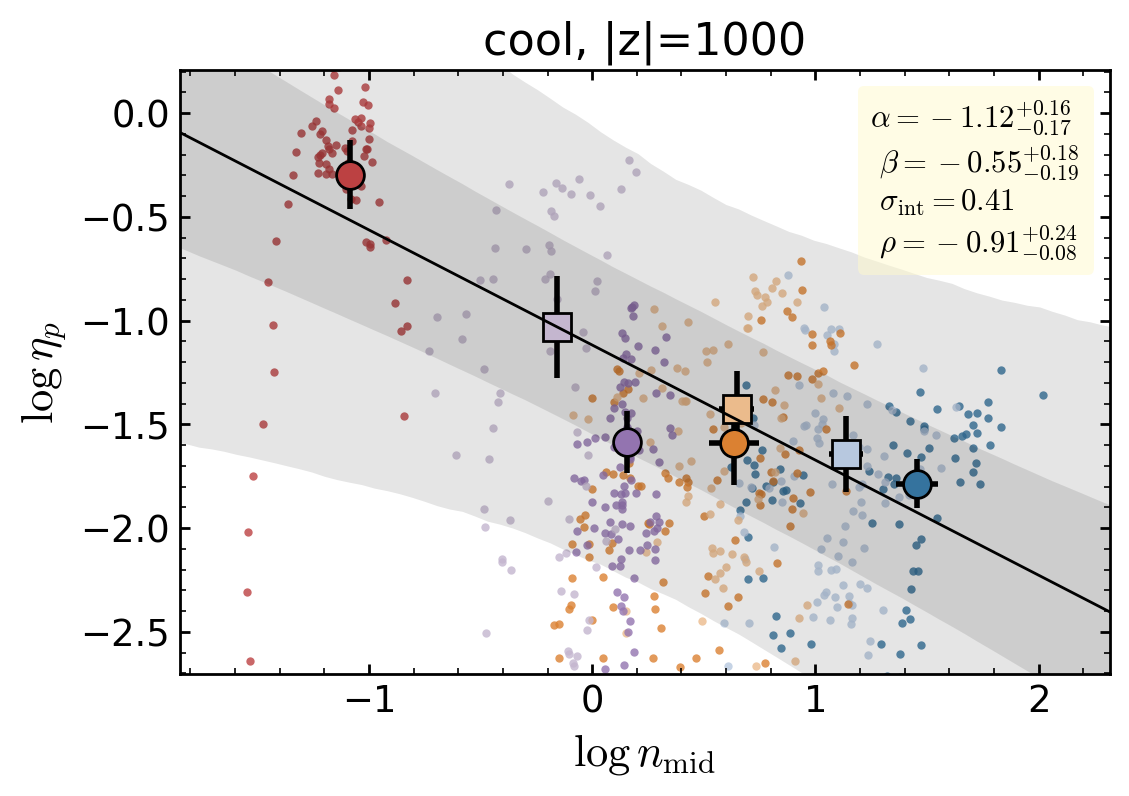 cool, |z|=1000
α = − 1.12+0.16−0.17
β = − 0.55+0.18−0.19
σint = 0.41
ρ = − 0.91+0.24−0.08
log ηp
0.0
−0.5
−1.0
−1.5
−2.0
−2.5
−1 0 1 2
log nmid